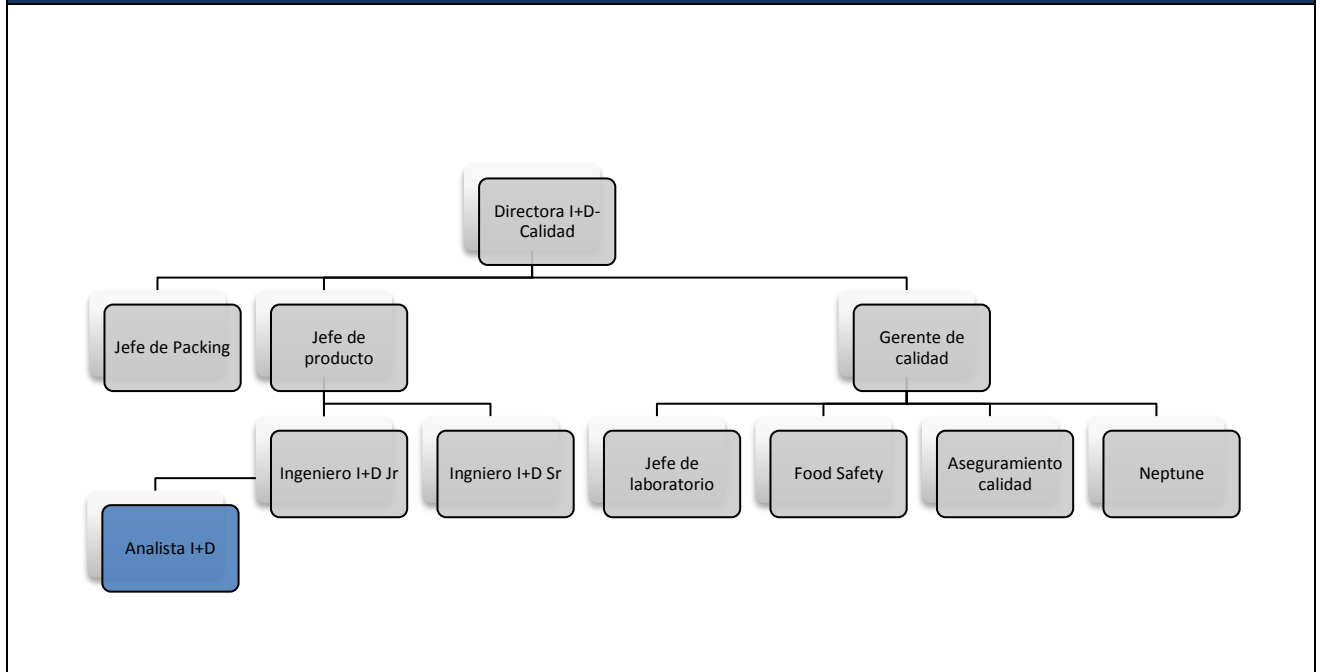 Directora I+D-
Calidad
Jefe de Packing
Jefe de
producto
Gerente de
calidad
Ingeniero I+D Jr
Ingniero I+D Sr
Jefe de
laboratorio
Food Safety
Aseguramiento
calidad
Neptune
Analista I+D